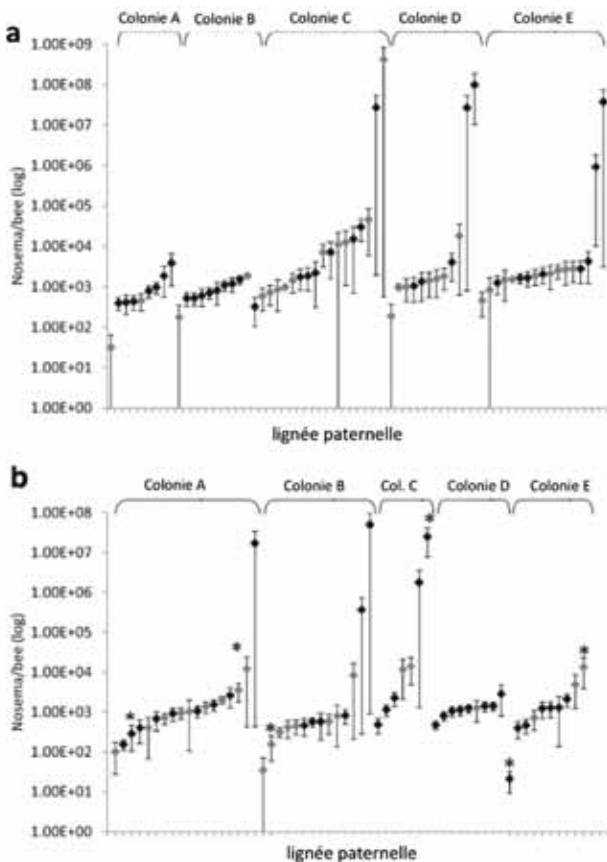 a
Colonie A Colonie B Colonie C Colonie D Colonie E
1.00E+09
1.00E+08
1.00E+07
1.00E+06
1.00E+05
1.00E+04
1.00E+03
1.00E+02
1.00E+01
1.00E+00
Nosema/bee (log)
lignée paternelle
b
Colonie A Colonie B Col. C Colonie D Colonie E
1.00E+08
1.00E+07
1.00E+06
1.00E+05
1.00E+04
1.00E+03
1.00E+02
1.00E+01
1.00E+00
Nosema/bee (log)
lignée paternelle